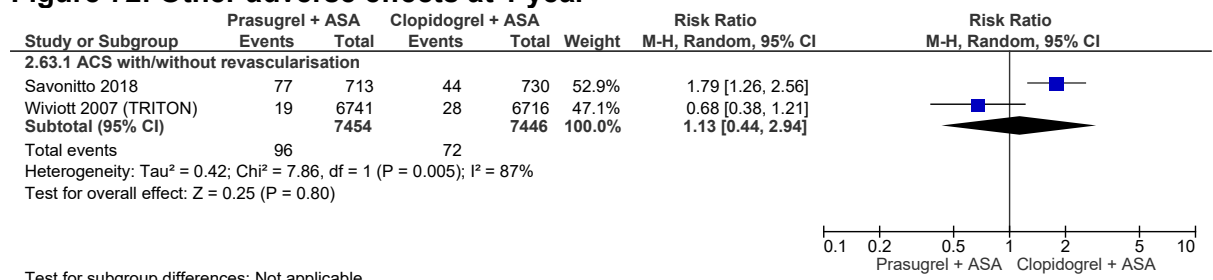 Figure 72: Other adverse effects at 1 year
Prasugrel + ASA Clopidogrel + ASA Risk Ratio Risk Ratio
Study or Subgroup Events Total Events Total Weight M-H, Random, 95% CI M-H, Random, 95% CI
2.63.1 ACS with/without revascularisation
Savonitto 2018 77 713 44 730 52.9% 1.79 [1.26, 2.56]
Wiviott 2007 (TRITON) 19 6741 28 6716 47.1% 0.68 [0.38, 1.21]
Subtotal (95% CI) 7454 7446 100.0% 1.13 [0.44, 2.94]
Total events 96 72
Heterogeneity: Tau² = 0.42; Chi² = 7.86, df = 1 (P = 0.005); I² = 87%
Test for overall effect: Z = 0.25 (P = 0.80)
0.1 0.2 0.5 1 2 5 10
Prasugrel + ASA Clopidogrel + ASA
Test for subgroup differences: Not applicable